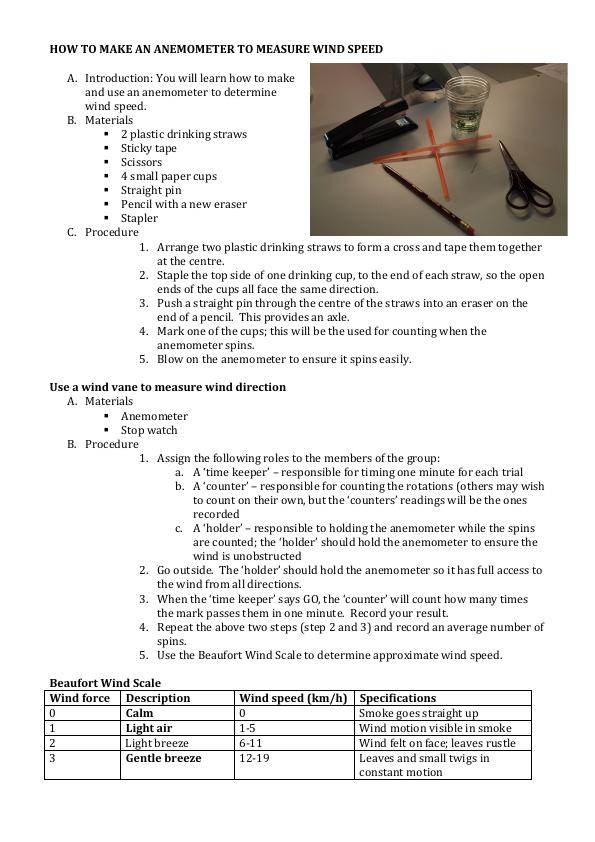 HOW TO MAKE AN ANEMOMETER TO MEASURE WIND SPEED
A. Introduction: You will learn how to make
and use an anemometer to determine
wind speed.
B. Materials
▪ 2 plastic drinking straws
▪ Sticky tape
▪ Scissors
▪ 4 small paper cups
▪ Straight pin
▪ Pencil with a new eraser
▪ Stapler
C. Procedure
1. Arrange two plastic drinking straws to form a cross and tape them together
at the centre.
2. Staple the top side of one drinking cup, to the end of each straw, so the open
ends of the cups all face the same direction.
3. Push a straight pin through the centre of the straws into an eraser on the
end of a pencil. This provides an axle.
4. Mark one of the cups; this will be the used for counting when the
anemometer spins.
5. Blow on the anemometer to ensure it spins easily.
Use a wind vane to measure wind direction
A. Materials
▪ Anemometer
▪ Stop watch
B. Procedure
1. Assign the following roles to the members of the group:
a. A ‘time keeper’ – responsible for timing one minute for each trial
b. A ‘counter’ – responsible for counting the rotations (others may wish
to count on their own, but the ‘counters’ readings will be the ones
recorded
c. A ‘holder’ – responsible to holding the anemometer while the spins
are counted; the ‘holder’ should hold the anemometer to ensure the
wind is unobstructed
2. Go outside. The ‘holder’ should hold the anemometer so it has full access to
the wind from all directions.
3. When the ‘time keeper’ says GO, the ‘counter’ will count how many times
the mark passes them in one minute. Record your result.
4. Repeat the above two steps (step 2 and 3) and record an average number of
spins.
5. Use the Beaufort Wind Scale to determine approximate wind speed.
Beaufort Wind Scale
Wind force Description Wind speed (km/h) Specifications
0 Calm 0 Smoke goes straight up
1 Light air 1-5 Wind motion visible in smoke
2 Light breeze 6-11 Wind felt on face; leaves rustle
3 Gentle breeze 12-19 Leaves and small twigs in
constant motion